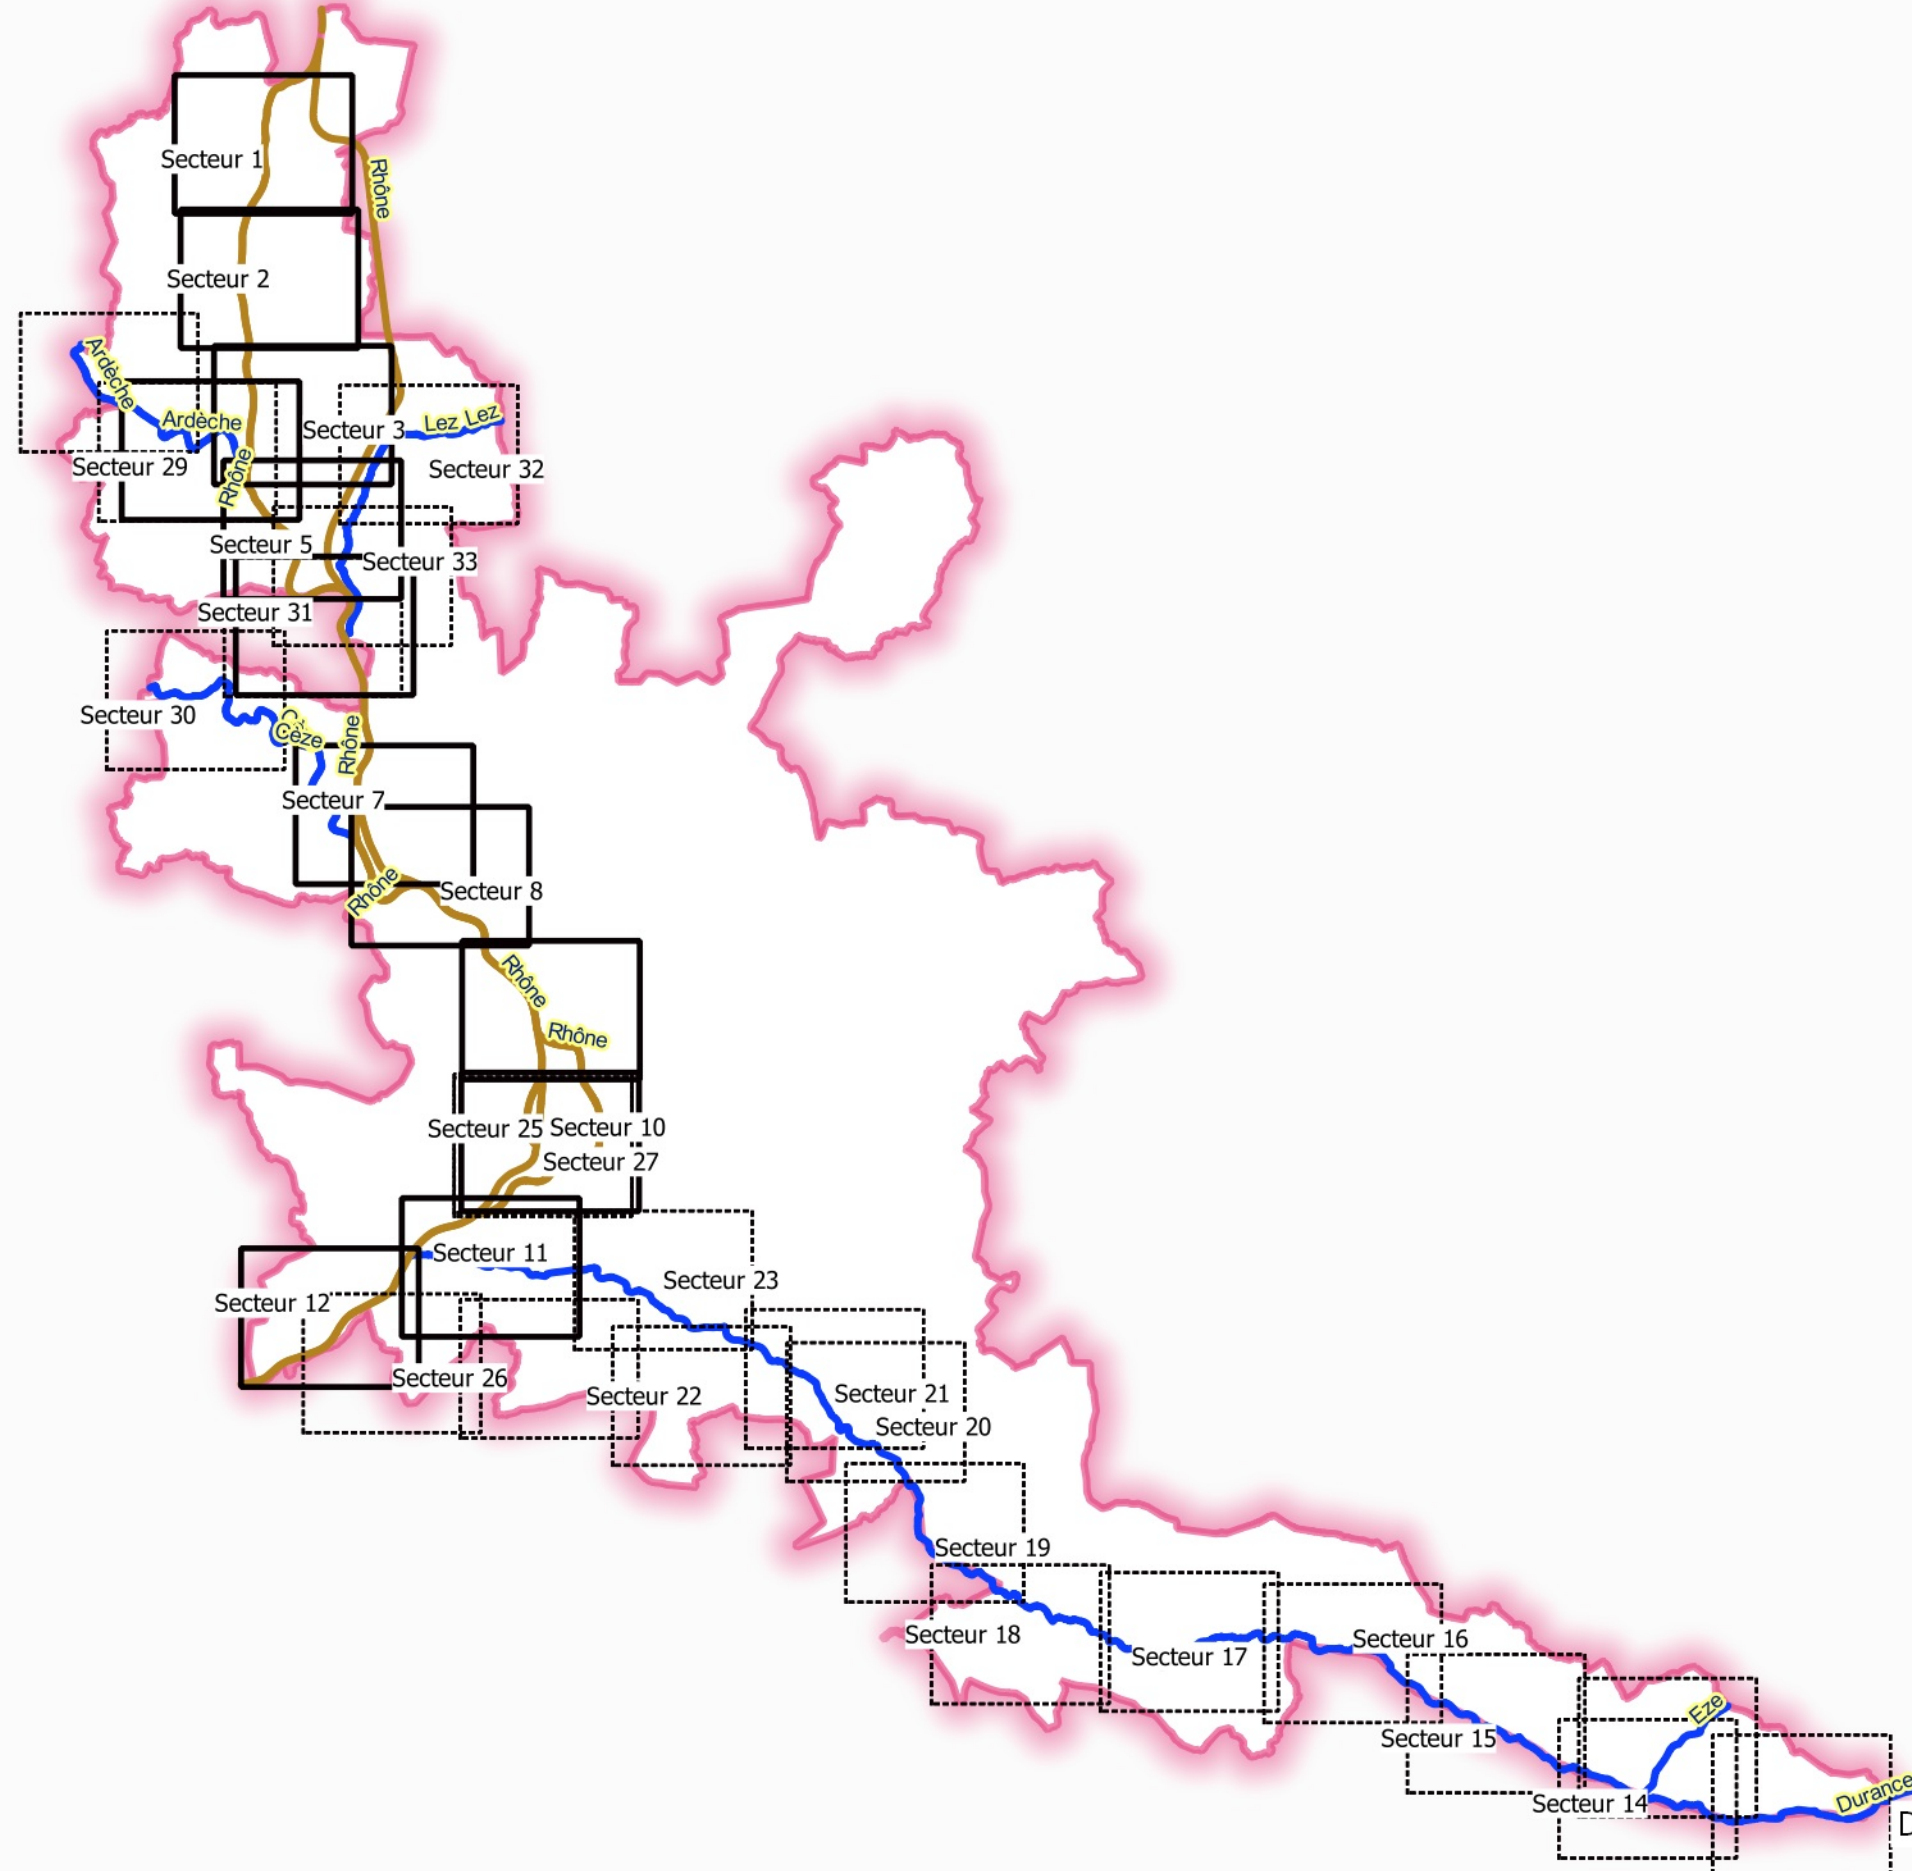 Secteur 1
Rhône
Secteur 2
Ardèche
Ardèche
Lez Lez
Secteur 3
Secteur 29
Secteur 32
Rhône
Secteur 5
Secteur 33
Secteur 31
Secteur 30
Cèze
Rhône
Secteur 7
Rhône
Secteur 8
Rhône
Rhône
Secteur 25
Secteur 10
Secteur 27
Secteur 11
Secteur 23
Secteur 12
Secteur 26
Secteur 22
Secteur 21
Secteur 20
Secteur 19
Secteur 18
Secteur 17
Secteur 16
Eze
Secteur 15
Secteur 14
Durance
D